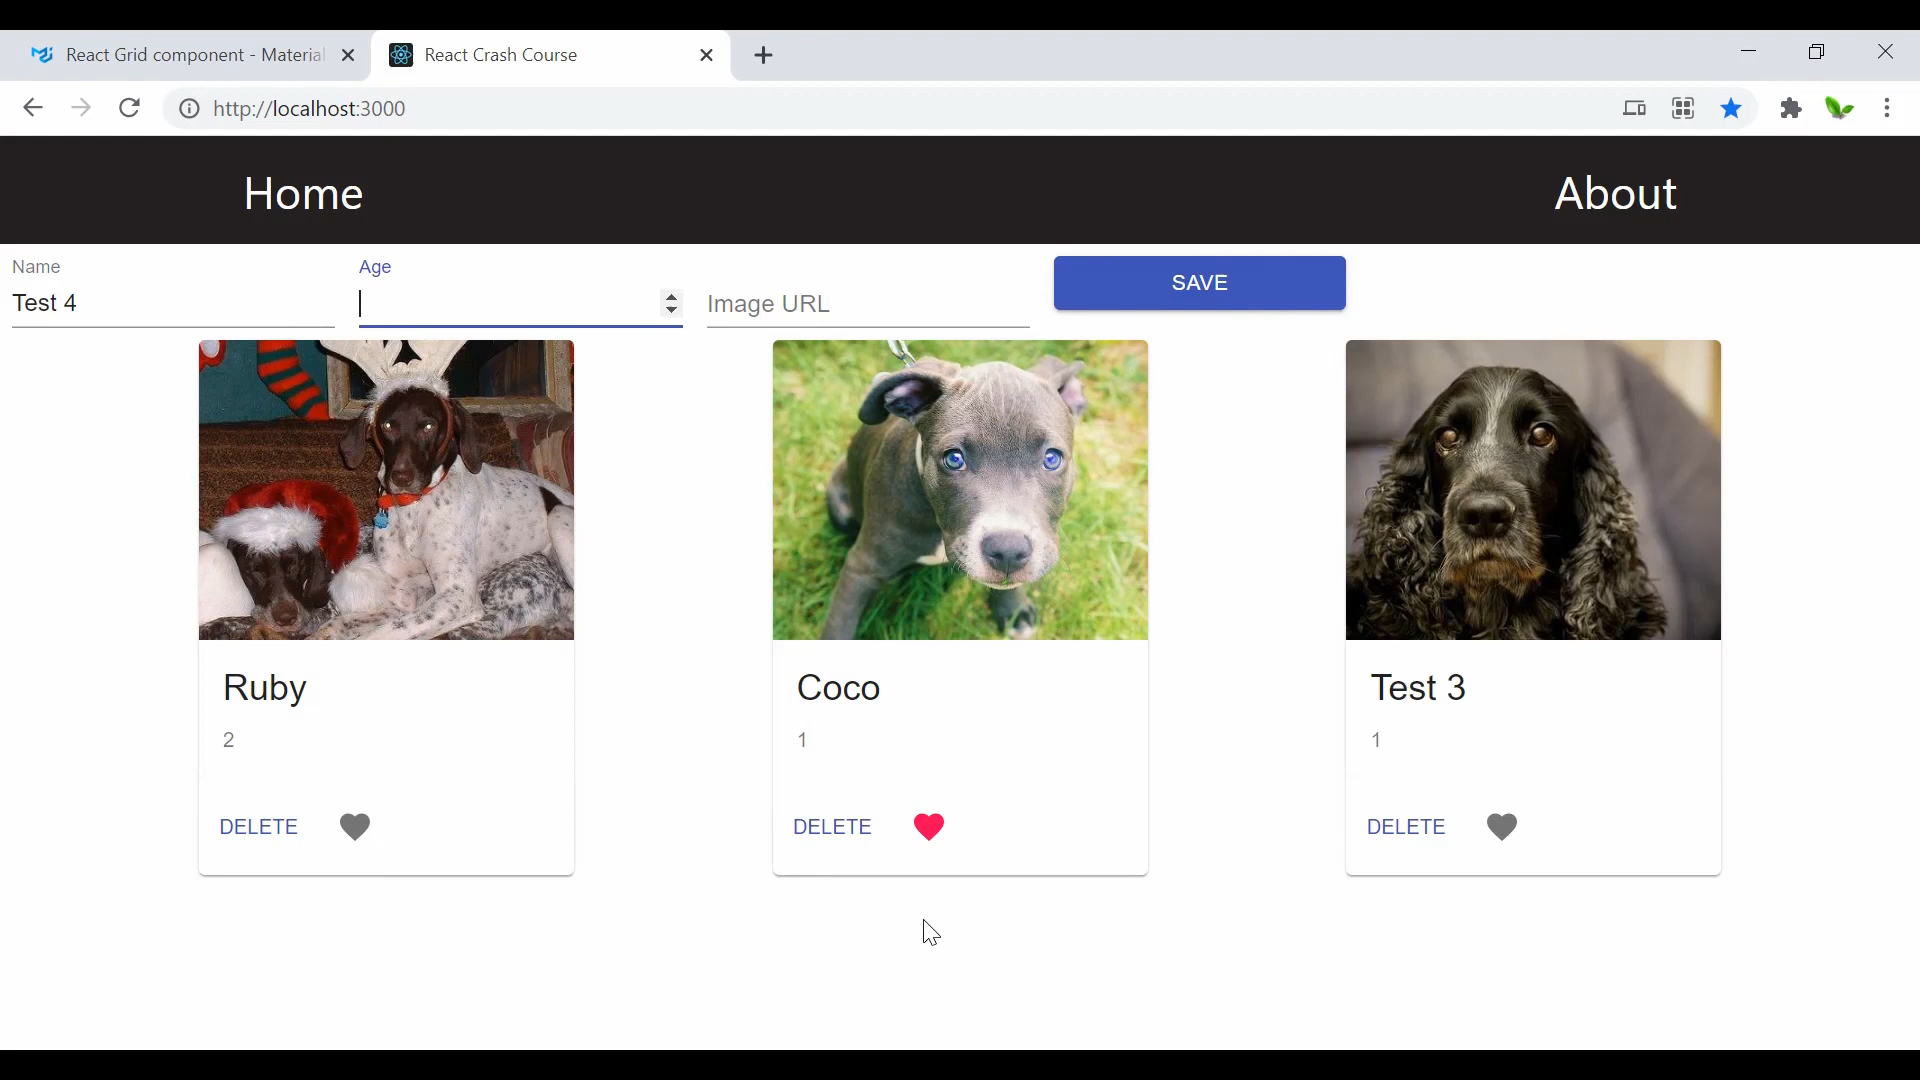 React Grid component - Material
React Crash Course
http://localhost:3000
Home
About
Name
Age
Test 4
Image URL
SAVE
Ruby
Coco
Test 3
2
1
1
DELETE
DELETE
DELETE